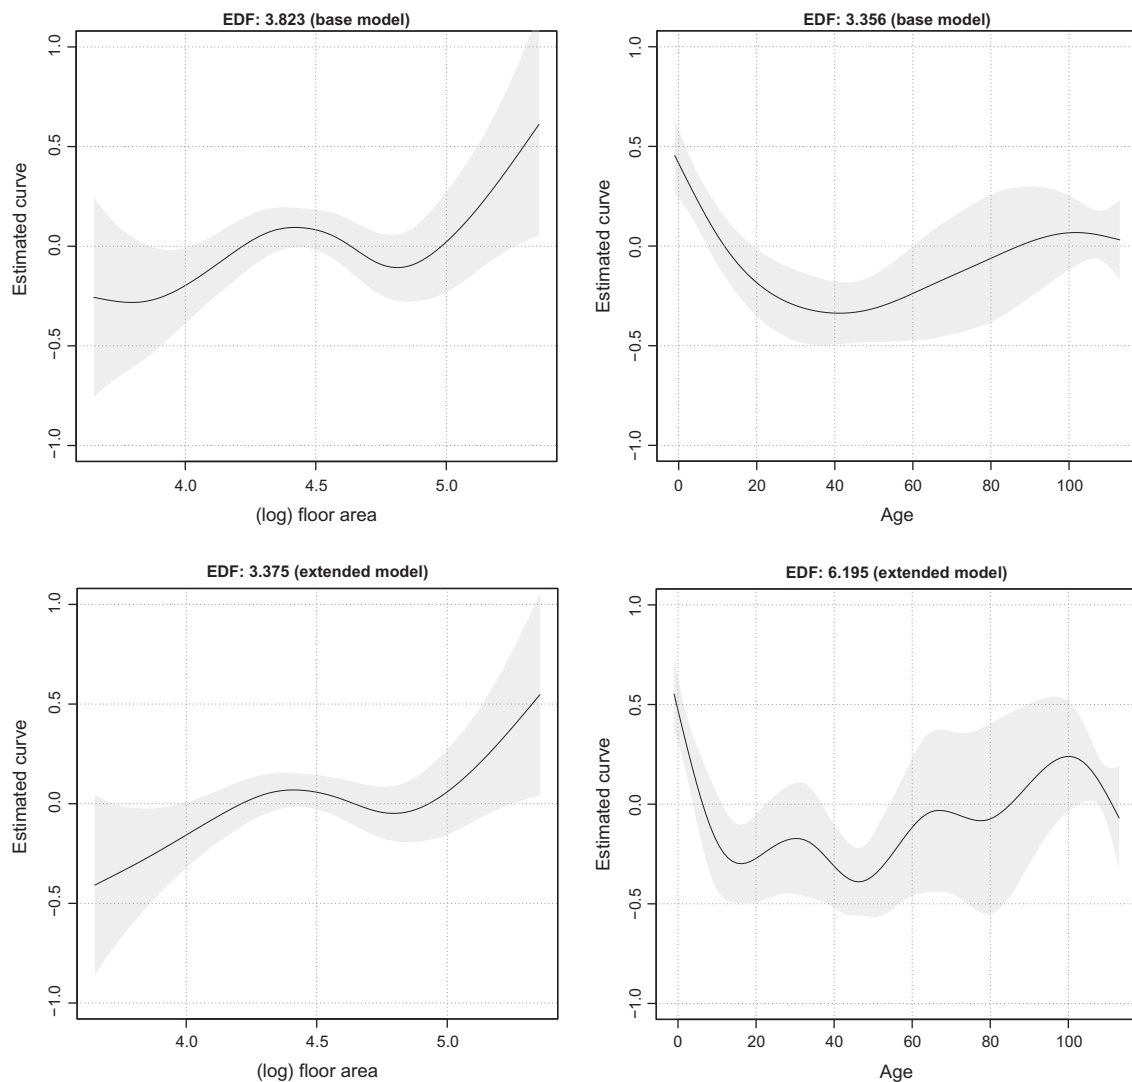 EDF: 3.823 (base model)
Estimated curve
1.0
0.5
0.0
−0.5
−1.0
4.0 4.5 5.0
(log) floor area
EDF: 3.356 (base model)
Estimated curve
1.0
0.5
0.0
−0.5
−1.0
0 20 40 60 80 100
Age
EDF: 3.375 (extended model)
Estimated curve
1.0
0.5
0.0
−0.5
−1.0
4.0 4.5 5.0
(log) floor area
EDF: 6.195 (extended model)
Estimated curve
1.0
0.5
0.0
−0.5
−1.0
0 20 40 60 80 100
Age